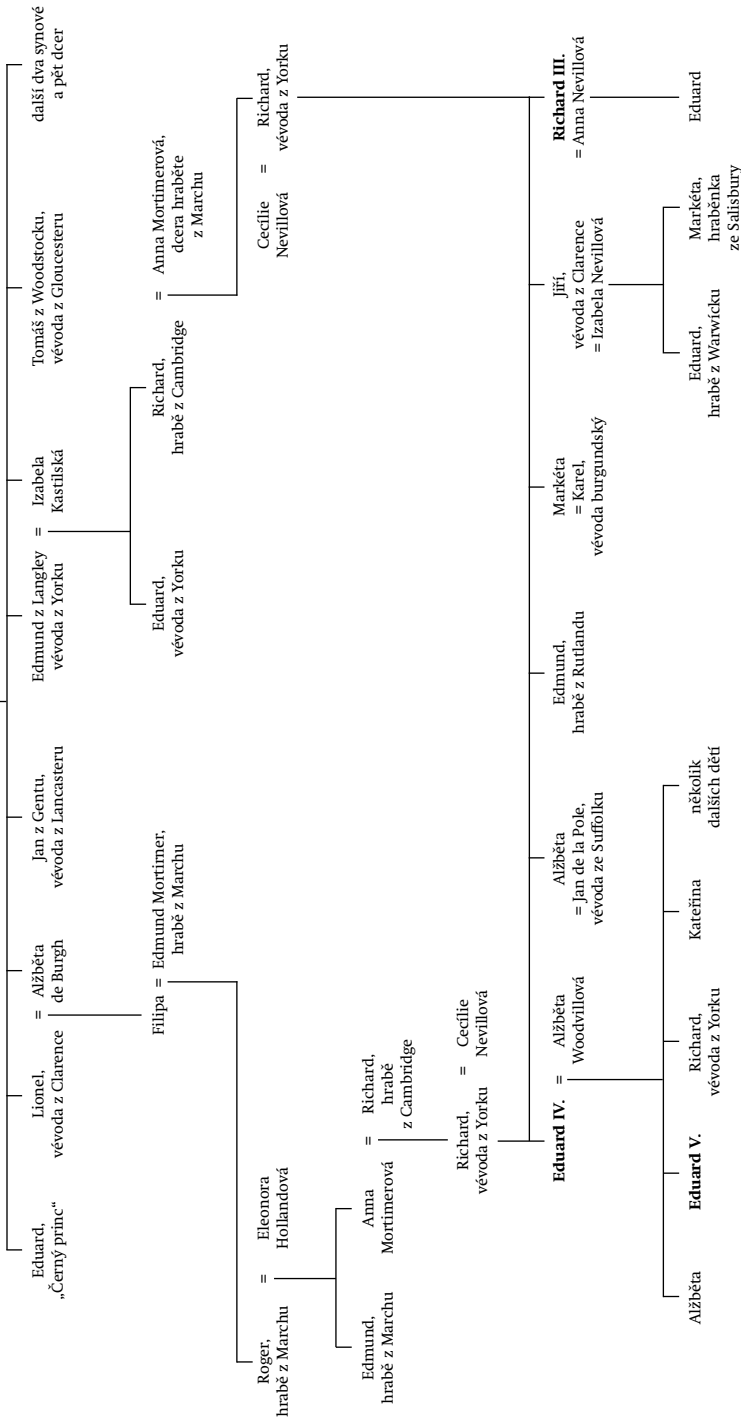 Eduard,
„Černý princ“
Lionel,
vévoda z Clarence
=
Alžběta
de Burgh
Jan z Gentu,
vévoda z Lancasteru
Edmund z Langley
vévoda z Yorku
=
Izabela
Kastilská
Tomáš z Woodstocku,
vévoda z Gloucesteru
další dva synové
a pět dcer
Filipa = Edmund Mortirner,
hrabě z Marchu
Eduard,
vévoda z Yorku
Richard,
hrabě z Cambridge
= Anna Mortimerová,
dcera hraběte
z Marchu
Roger,
hrabě z Marchu
=
Eleonora
Hollandová
Cecílie
Nevillová
=
Richard,
vévoda z Yorku
Edmund,
hrabě z Marchu
Anna
Mortimerová
= Richard,
hrabě
z Cambridge
Richard,
vévoda z Yorku
=
Cecílie
Nevillová
Eduard IV.
=
Alžběta
Woodvillová
Alžběta
= Jan de la Pole,
vévoda ze Suffolku
Edmund,
hrabě z Rutlandu
Markéta
= Karel,
vévoda burgundský
Jiří,
vévoda z Clarence
= Izabela Nevillová
Richard III.
= Anna Nevillová
Alžběta
Eduard V.
Richard,
vévoda z Yorku
Kateřina
několik
dalších dětí
Eduard,
hrabě z Warwícku
Markéta,
hraběnka
ze Salisbury
Eduard